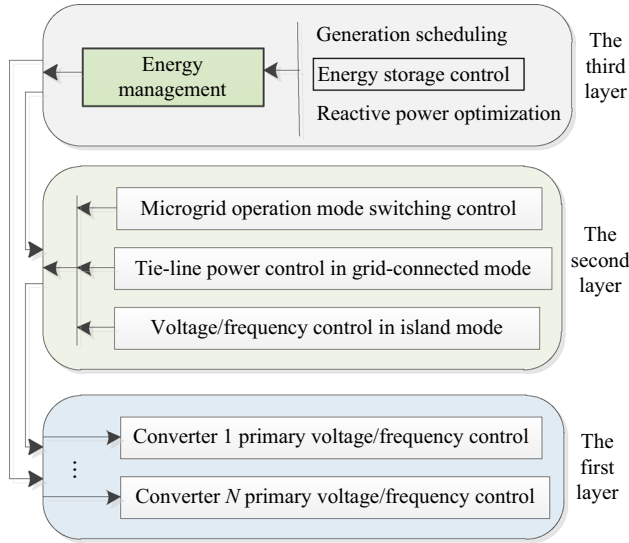 Generation scheduling
Energy
management
Energy storage control
Reactive power optimization
The
third
layer
Microgrid operation mode switching control
Tie-line power control in grid-connected mode
Voltage/frequency control in island mode
The
second
layer
Converter 1 primary voltage/frequency control
⋮
Converter N primary voltage/frequency control
The
first
layer